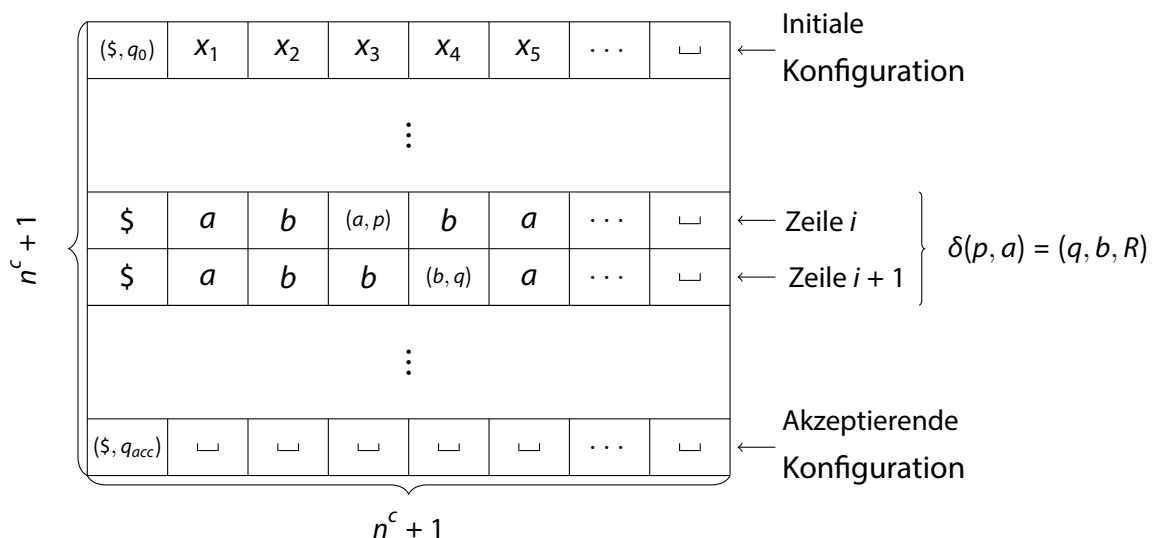 ($, q₀) x₁ x₂ x₃ x₄ x₅ ⋯ ␣ ← Initiale
Konfiguration
⋮
$ a b (a, p) b a ⋯ ␣ ← Zeile i
$ a b b (b, q) a ⋯ ␣ ← Zeile i + 1
δ(p, a) = (q, b, R)
⋮
($, q_acc) ␣ ␣ ␣ ␣ ␣ ⋯ ␣ ← Akzeptierende
Konfiguration
n^c + 1
n^c + 1